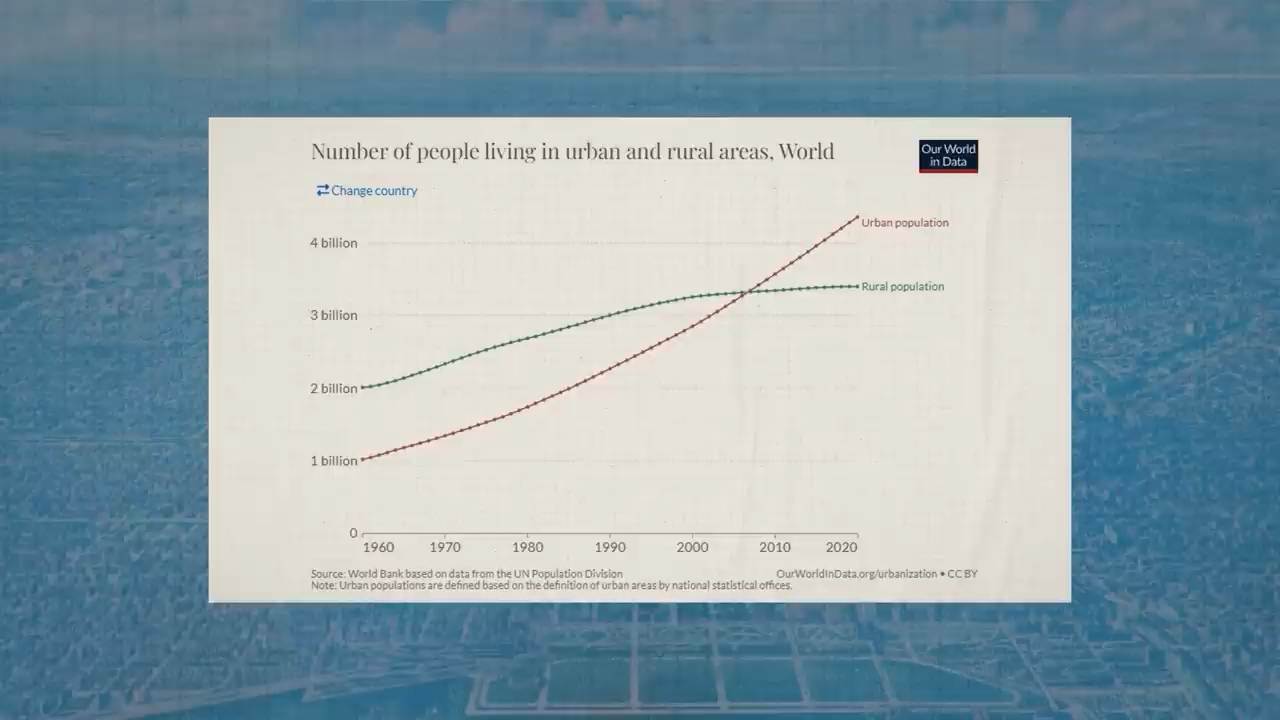 Number of people living in urban and rural areas, World
Our World
in Data
Change country
Urban population
4 billion
Rural population
3 billion
2 billion
1 billion
0
1960 1970 1980 1990 2000 2010 2020
Source: World Bank based on data from the UN Population Division
OurWorldInData.org/urbanization • CC BY
Note: Urban populations are defined based on the definition of urban areas by national statistical offices.